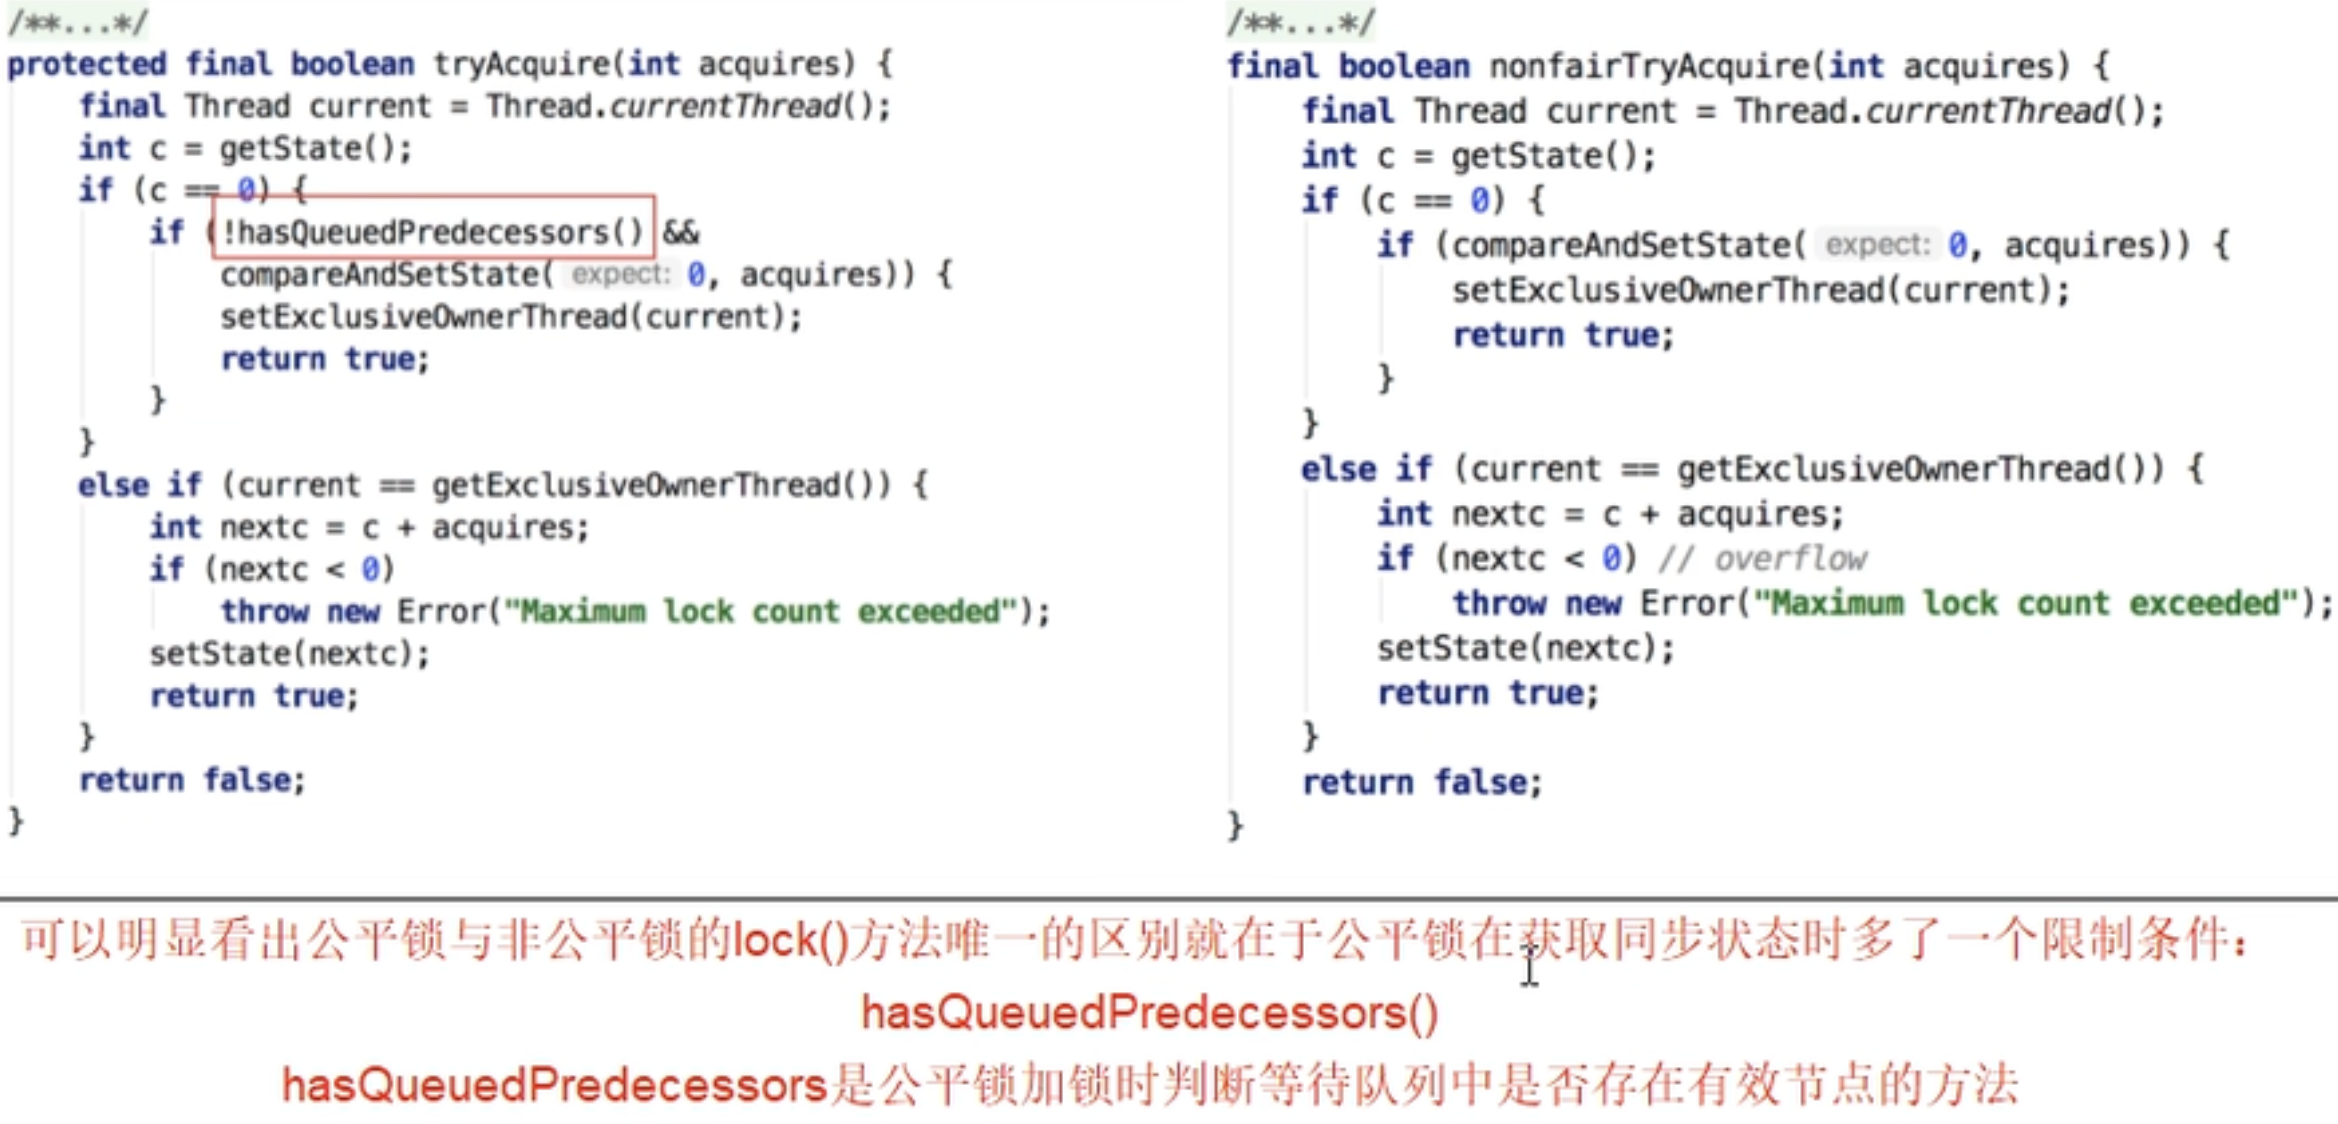 /**...*/
protected final boolean tryAcquire(int acquires) {
final Thread current = Thread.currentThread();
int c = getState();
if (c == 0) {
if (!hasQueuedPredecessors() &&
compareAndSetState( expect: 0, acquires)) {
setExclusiveOwnerThread(current);
return true;
}
}
else if (current == getExclusiveOwnerThread()) {
int nextc = c + acquires;
if (nextc < 0)
throw new Error("Maximum lock count exceeded");
setState(nextc);
return true;
}
return false;
}
/**...*/
final boolean nonfairTryAcquire(int acquires) {
final Thread current = Thread.currentThread();
int c = getState();
if (c == 0) {
if (compareAndSetState( expect: 0, acquires)) {
setExclusiveOwnerThread(current);
return true;
}
}
else if (current == getExclusiveOwnerThread()) {
int nextc = c + acquires;
if (nextc < 0) // overflow
throw new Error("Maximum lock count exceeded");
setState(nextc);
return true;
}
return false;
}
可以明显看出公平锁与非公平锁的lock()方法唯一的区别就在于公平锁在获取同步状态时多了一个限制条件：
hasQueuedPredecessors()
hasQueuedPredecessors是公平锁加锁时判断等待队列中是否存在有效节点的方法